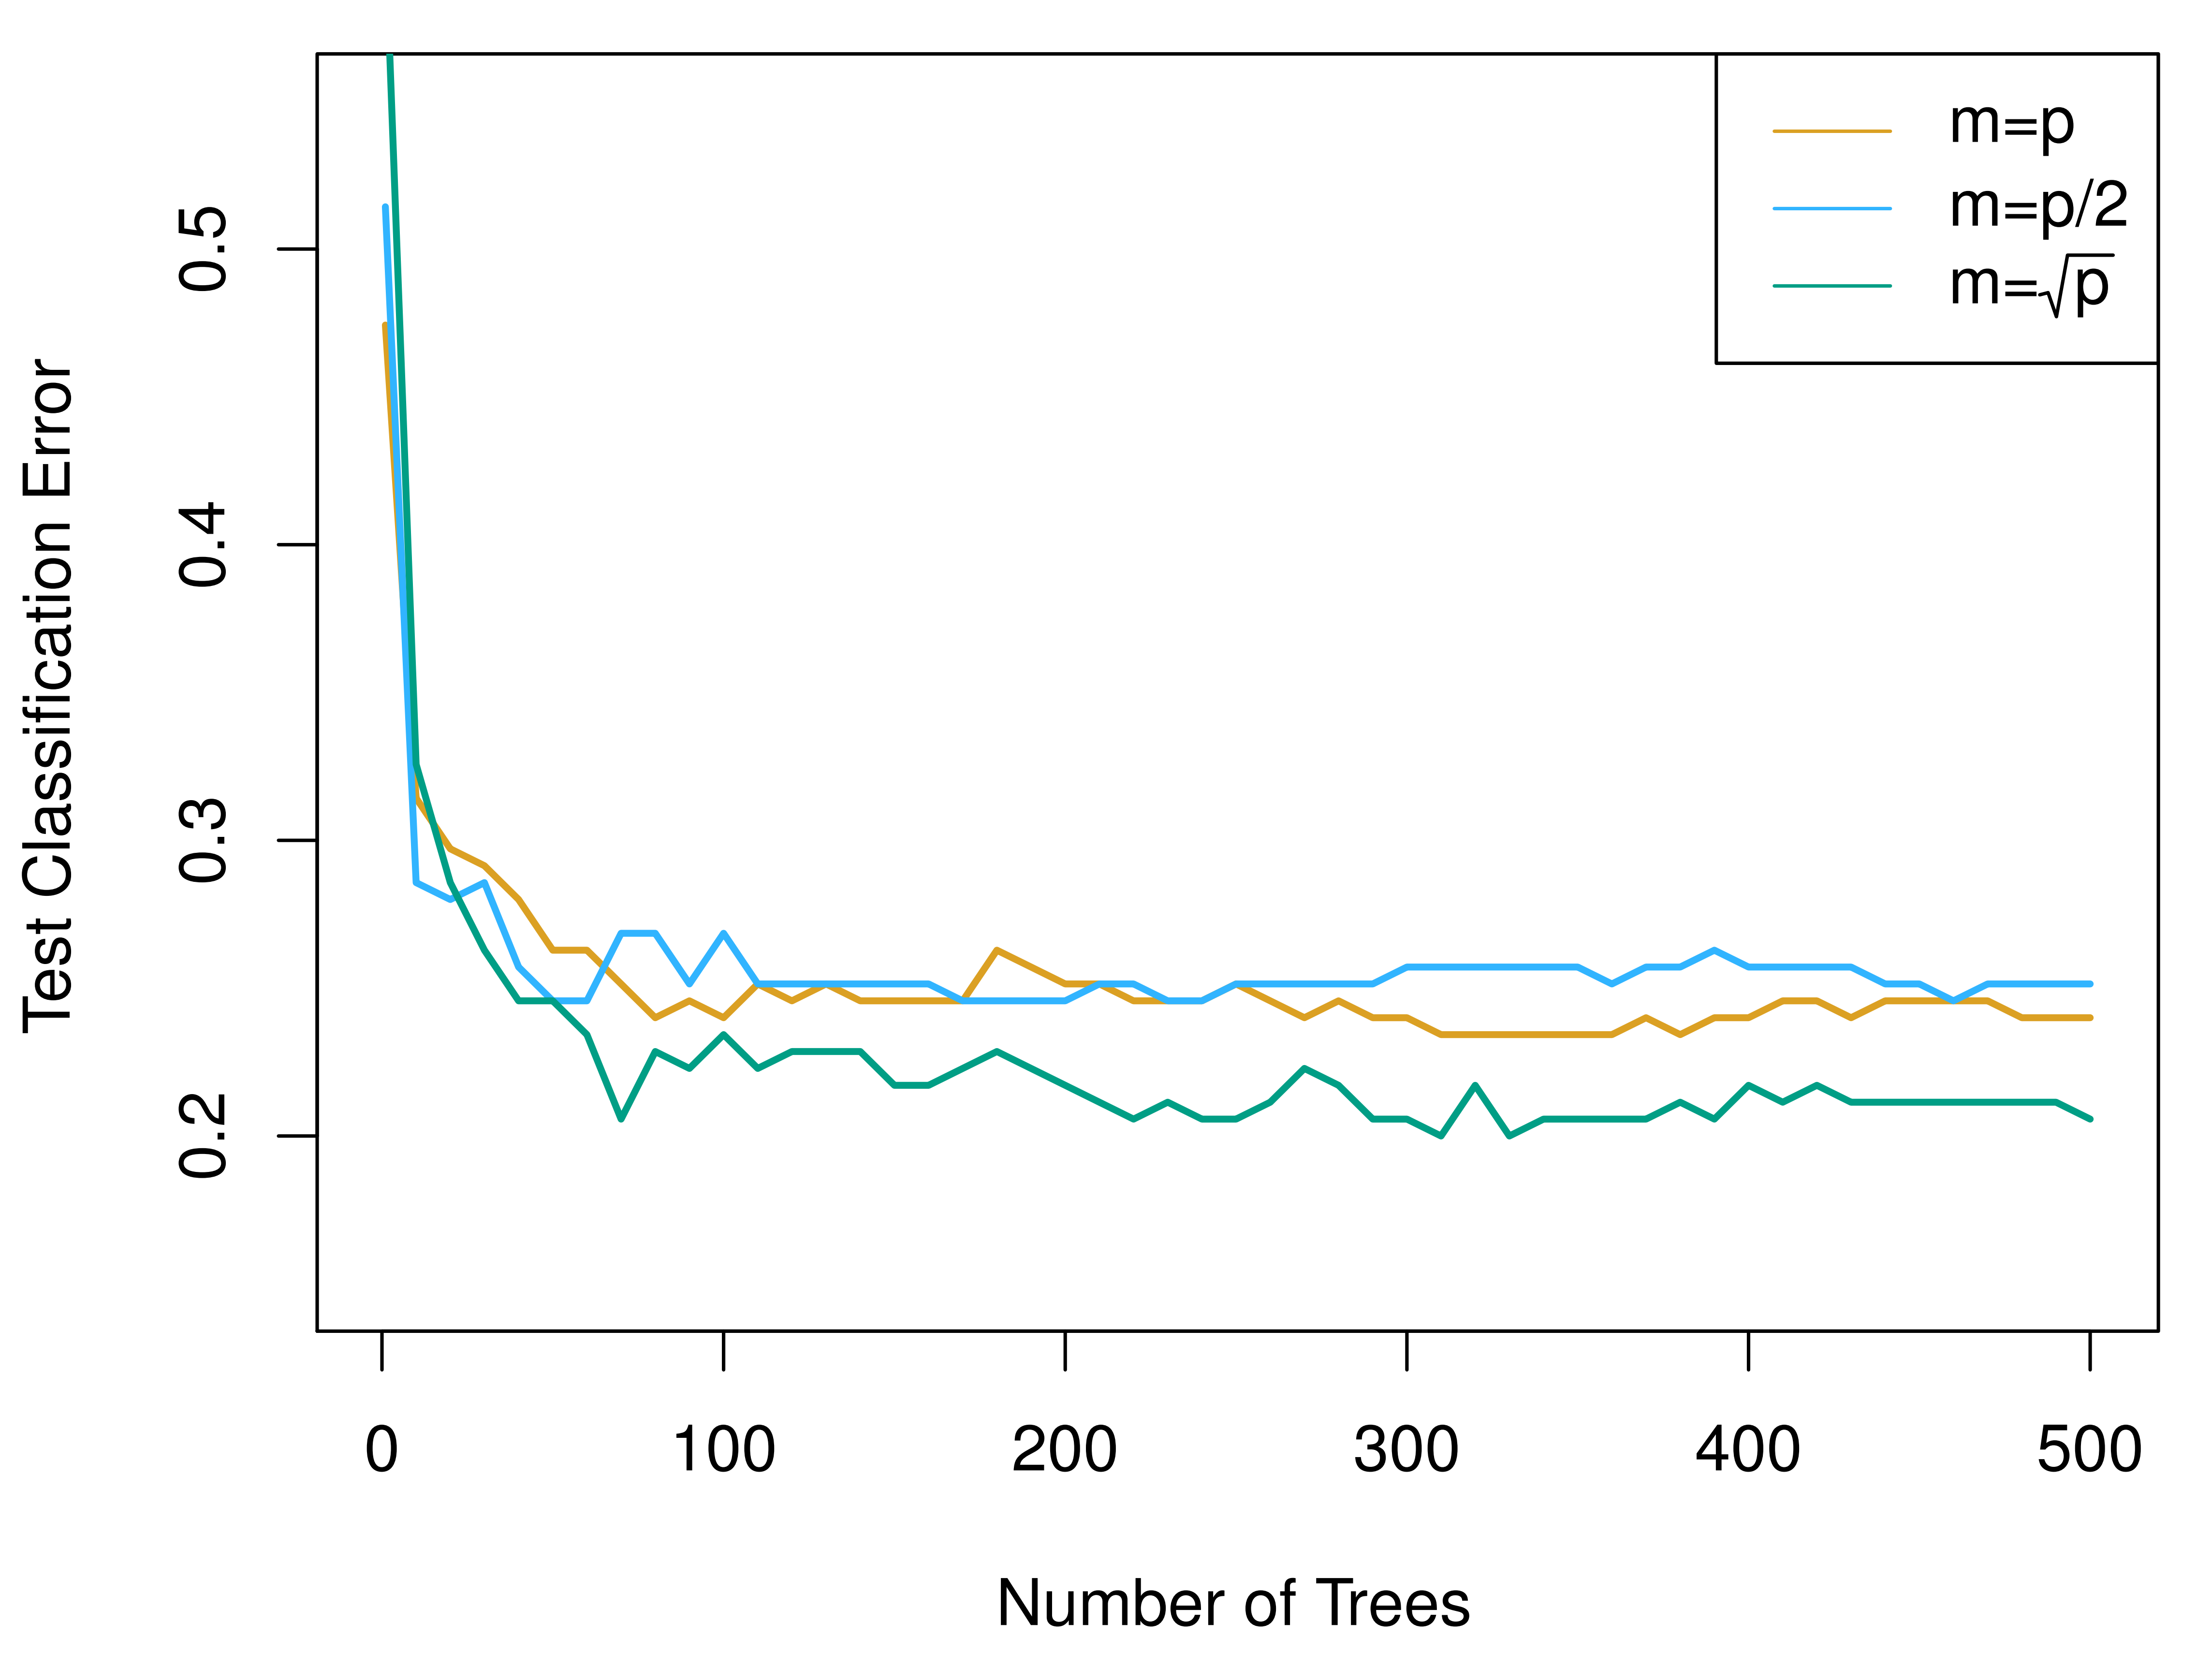 m=p
m=p/2
m=√p
Test Classification Error
0.5
0.4
0.3
0.2
0 100 200 300 400 500
Number of Trees